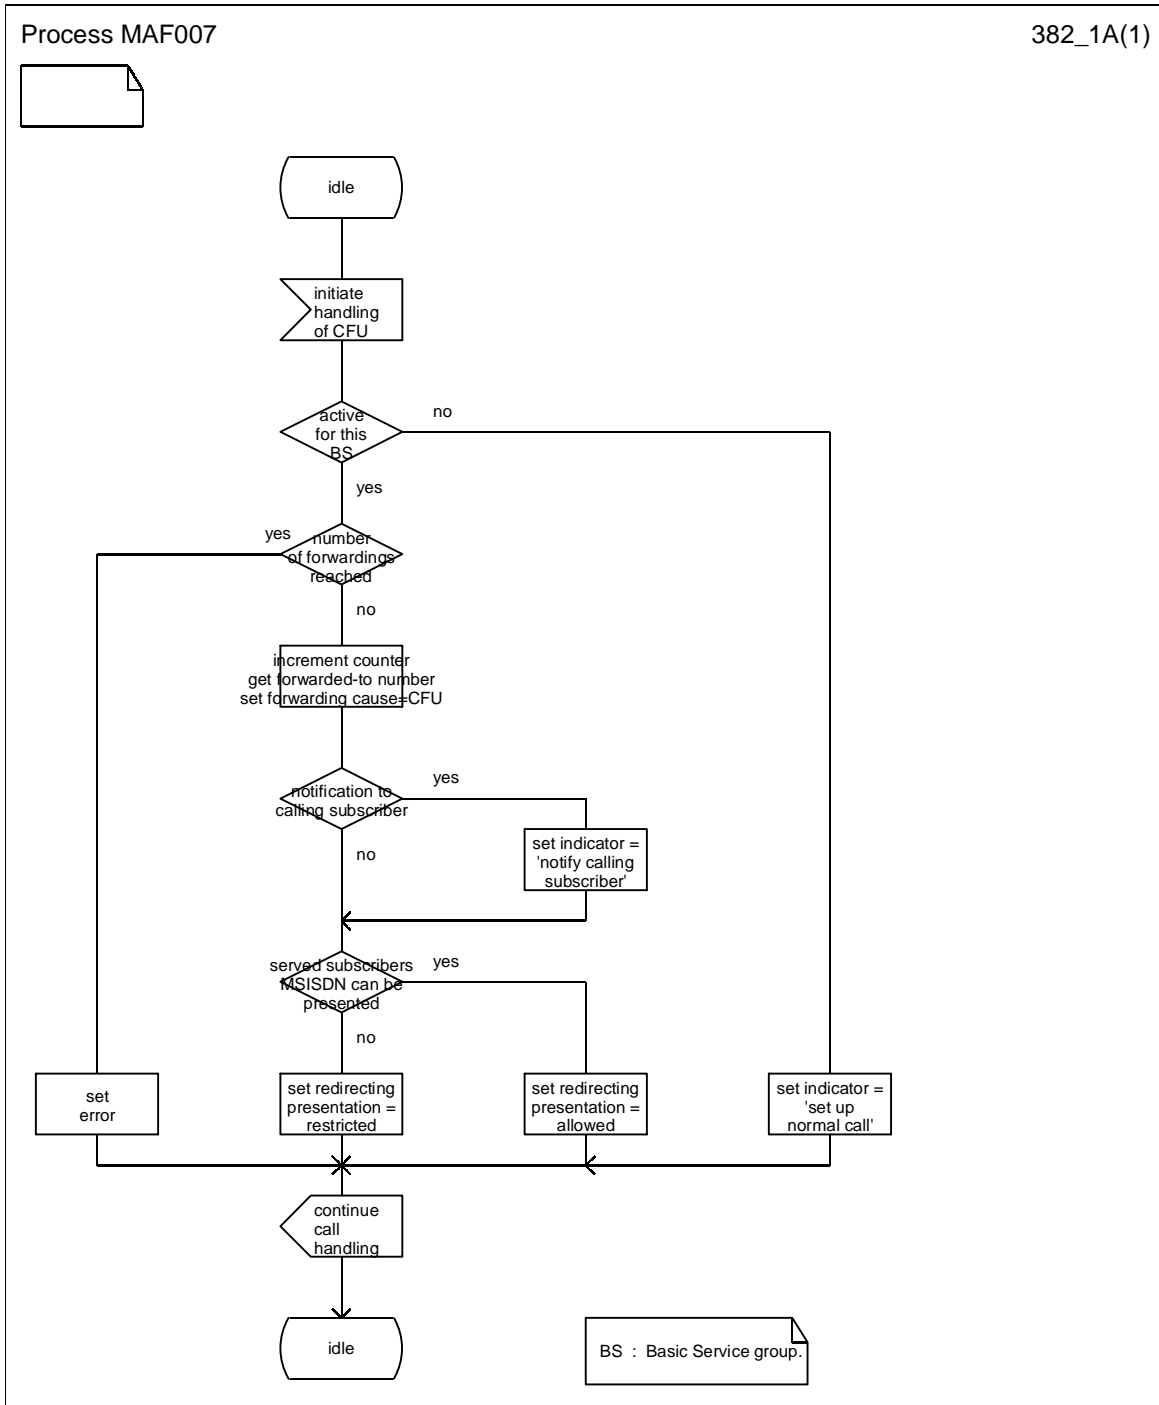 Process MAF007
382_1A(1)
idle
initiate
handling
of CFU
active
for this
BS
no
yes
yes
number
of forwardings
reached
no
increment counter
get forwarded-to number
set forwarding cause=CFU
notification to
calling subscriber
yes
no
set indicator =
'notify calling
subscriber'
served subscribers
MSISDN can be
presented
yes
no
set
error
set redirecting
presentation =
restricted
set redirecting
presentation =
allowed
set indicator =
'set up
normal call'
continue
call
handling
idle
BS : Basic Service group.